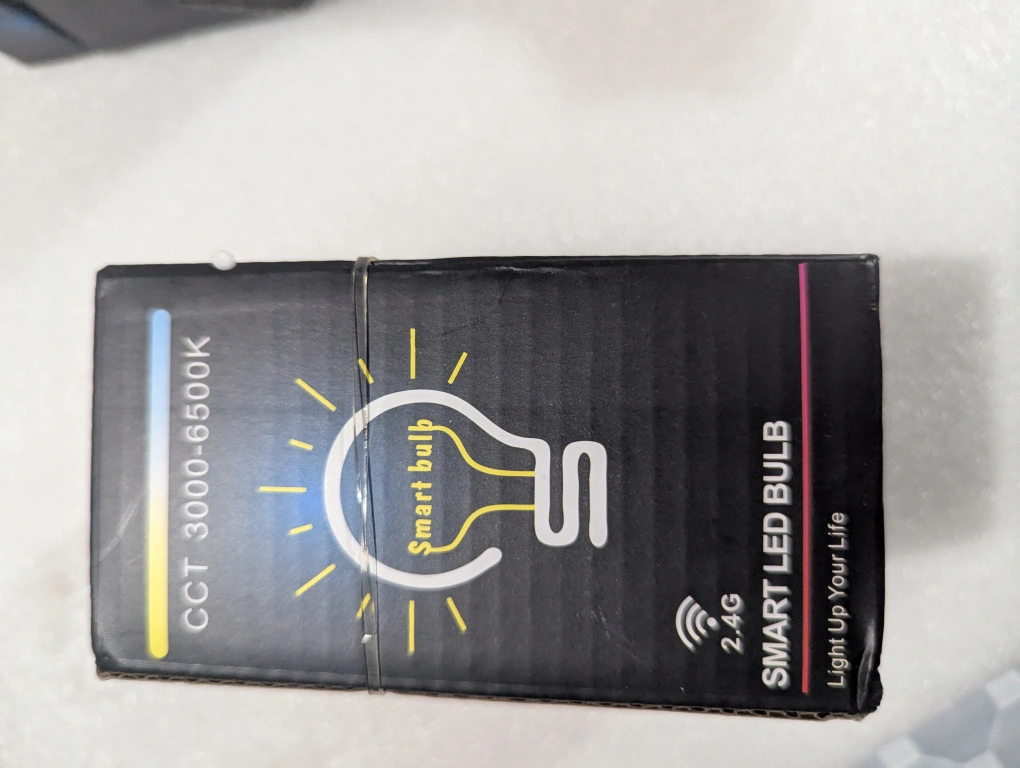 CCT 3000-6500K
Smart bulb
2.4G
SMART LED BULB
Light Up Your Life